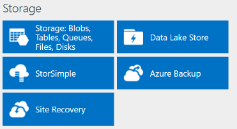 Storage
Storage: Blobs,
Tables, Queues,
Files, Disks
Data Lake Store
StorSimple
Azure Backup
Site Recovery